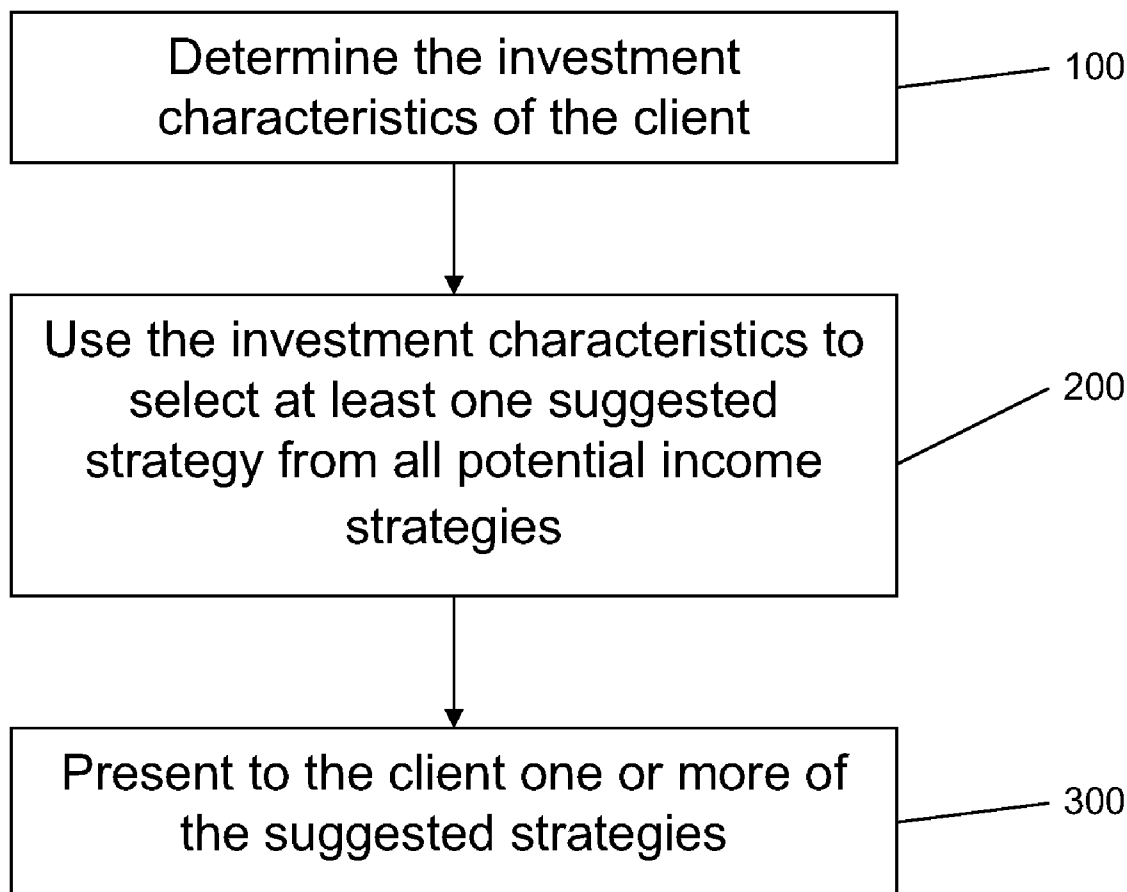 Determine the investment
characteristics of the client
100
Use the investment characteristics to
select at least one suggested
strategy from all potential income
strategies
200
Present to the client one or more of
the suggested strategies
300